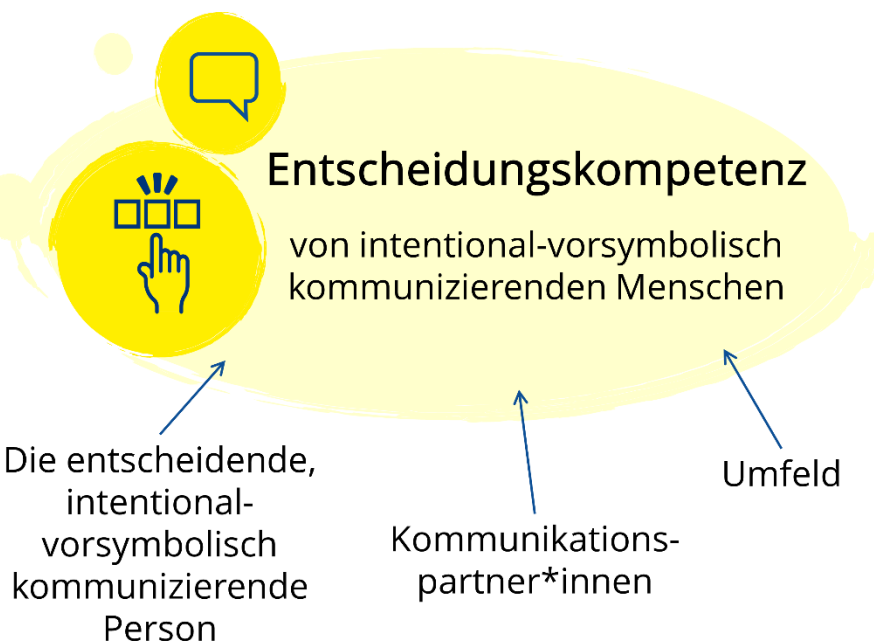 Entscheidungskompetenz
von intentional-vorsymbolisch
kommunizierenden Menschen
Die entscheidende,
intentional-
vorsymbolisch
kommunizierende
Person
Kommunikations-
partner*innen
Umfeld